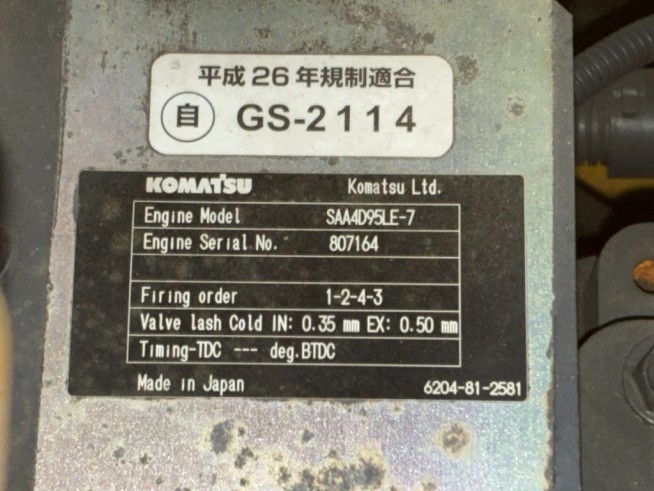 平成26年規制適合
自 GS-2114
KOMATSU Komatsu Ltd.
Engine Model SAA4D95LE-7
Engine Serial No. 807164
Firing order 1-2-4-3
Valve lash Cold IN: 0.35 mm EX: 0.50 mm
Timing-TDC --- deg.BTDC
Made in Japan 6204-81-2581